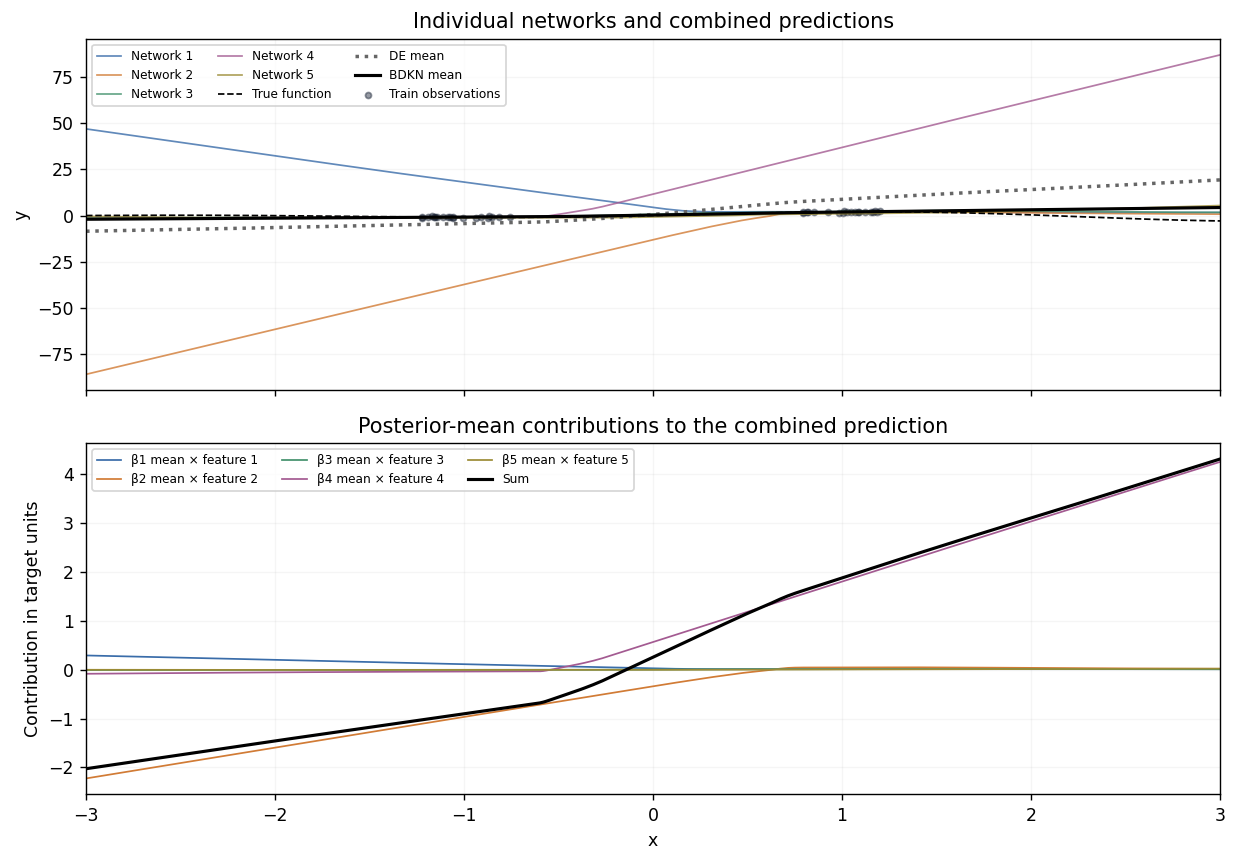 Individual networks and combined predictions
Network 1 Network 4 DE mean
Network 2 Network 5 BDKN mean
Network 3 True function Train observations
75
50
25
0
−25
−50
−75
y
Posterior-mean contributions to the combined prediction
β1 mean × feature 1 β3 mean × feature 3 β5 mean × feature 5
β2 mean × feature 2 β4 mean × feature 4 Sum
4
3
2
1
0
−1
−2
Contribution in target units
−3 −2 −1 0 1 2 3
x